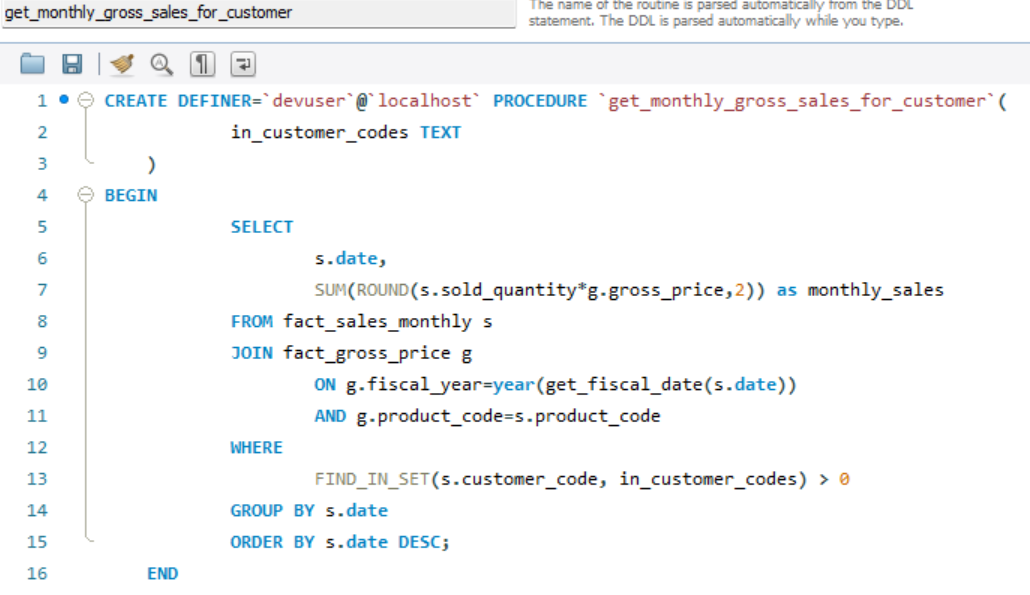 get_monthly_gross_sales_for_customer
The name of the routine is parsed automatically from the DDL
statement. The DDL is parsed automatically while you type.
1 CREATE DEFINER=`devuser`@`localhost` PROCEDURE `get_monthly_gross_sales_for_customer`(
2 in_customer_codes TEXT
3 )
4 BEGIN
5 SELECT
6 s.date,
7 SUM(ROUND(s.sold_quantity*g.gross_price,2)) as monthly_sales
8 FROM fact_sales_monthly s
9 JOIN fact_gross_price g
10 ON g.fiscal_year=year(get_fiscal_date(s.date))
11 AND g.product_code=s.product_code
12 WHERE
13 FIND_IN_SET(s.customer_code, in_customer_codes) > 0
14 GROUP BY s.date
15 ORDER BY s.date DESC;
16 END